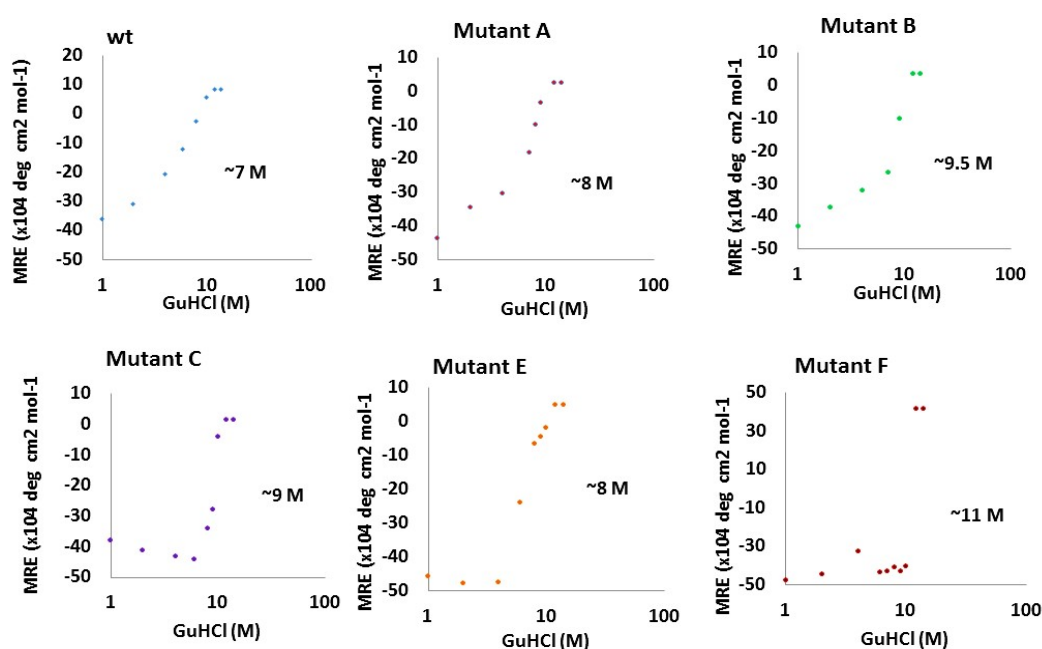 wt
MRE (x104 deg cm2 mol-1)
20
10
0
-10
-20
-30
-40
-50
~7 M
1 10 100
GuHCl (M)
Mutant A
MRE (x104 deg cm2 mol-1
10
0
-10
-20
-30
-40
-50
~8 M
1 10 100
GuHCl (M)
Mutant B
MRE (x104 deg cm2 mol-1
10
0
-10
-20
-30
-40
-50
~9.5 M
1 10 100
GuHCl (M)
Mutant C
MRE (x104 deg cm2 mol-1
10
0
-10
-20
-30
-40
-50
~9 M
1 10 100
GuHCl (M)
Mutant E
MRE (x104 deg cm2 mol-1
10
0
-10
-20
-30
-40
-50
~8 M
1 10 100
GuHCl (M)
Mutant F
MRE (x104 deg cm2 mol-1
50
30
10
-10
-30
-50
~11 M
1 10 100
GuHCl (M)